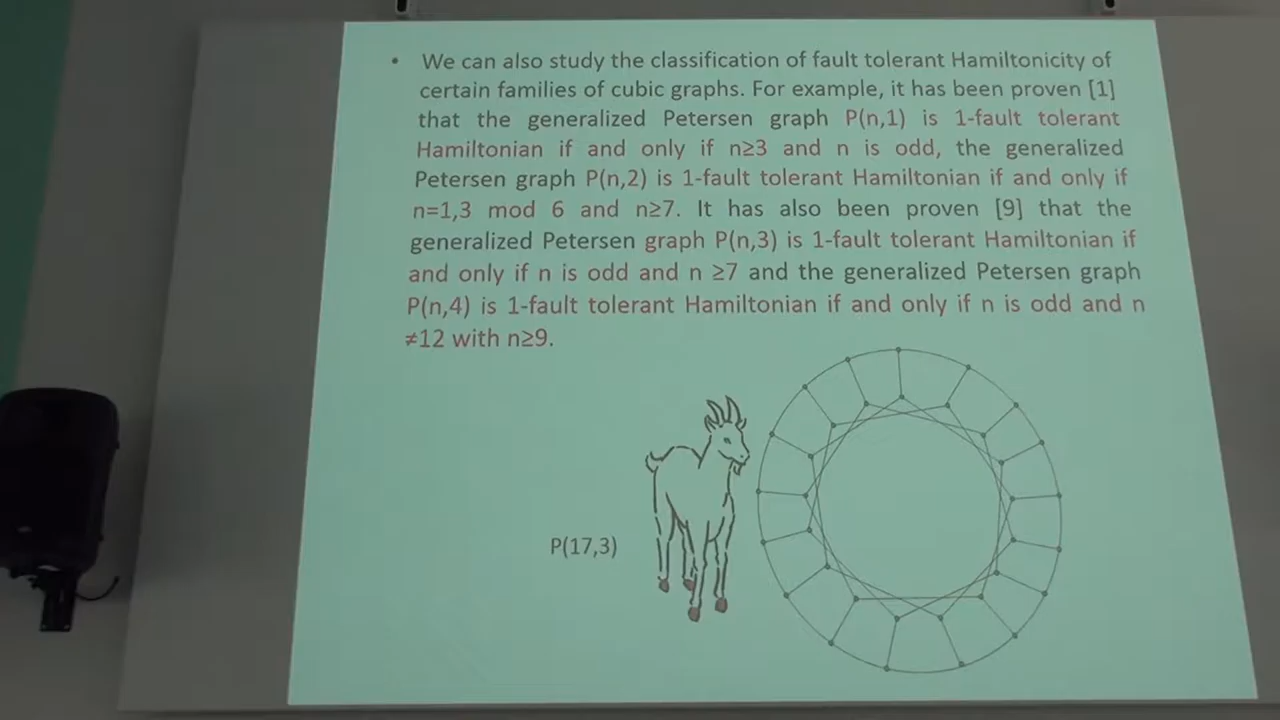 • We can also study the classification of fault tolerant Hamiltonicity of
certain families of cubic graphs. For example, it has been proven [1]
that the generalized Petersen graph P(n,1) is 1-fault tolerant
Hamiltonian if and only if n≥3 and n is odd, the generalized
Petersen graph P(n,2) is 1-fault tolerant Hamiltonian if and only if
n=1,3 mod 6 and n≥7. It has also been proven [9] that the
generalized Petersen graph P(n,3) is 1-fault tolerant Hamiltonian if
and only if n is odd and n ≥7 and the generalized Petersen graph
P(n,4) is 1-fault tolerant Hamiltonian if and only if n is odd and n
≠12 with n≥9.
P(17,3)